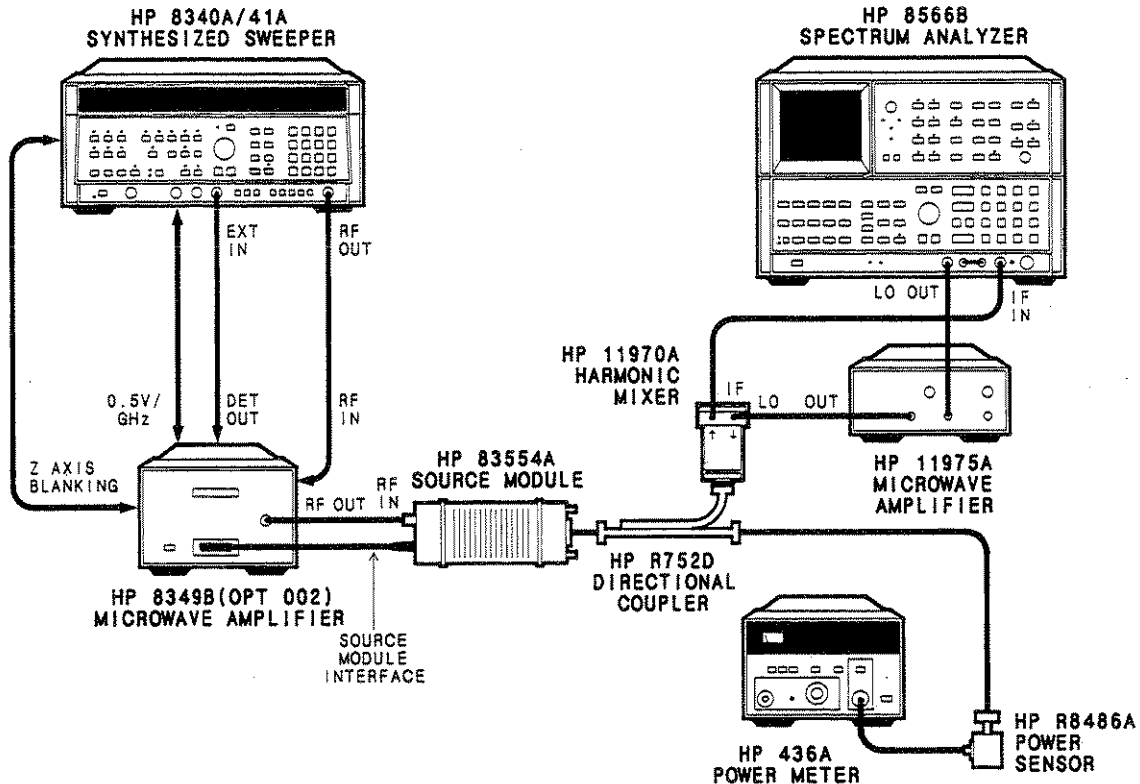 HP 8340A/41A
SYNTHESIZED SWEEPER
HP 8566B
SPECTRUM ANALYZER
EXT
IN
RF
OUT
LO OUT
IF
IN
HP 11970A
HARMONIC
MIXER
IF
LO OUT
0.5V/
GHz
DET
OUT
RF
IN
HP 11975A
MICROWAVE
AMPLIFIER
Z AXIS
BLANKING
HP 83554A
SOURCE MODULE
RF OUT
RF
IN
HP R752D
DIRECTIONAL
COUPLER
HP 8349B(OPT 002)
MICROWAVE AMPLIFIER
SOURCE
MODULE
INTERFACE
HP 436A
POWER METER
HP R8486A
POWER
SENSOR